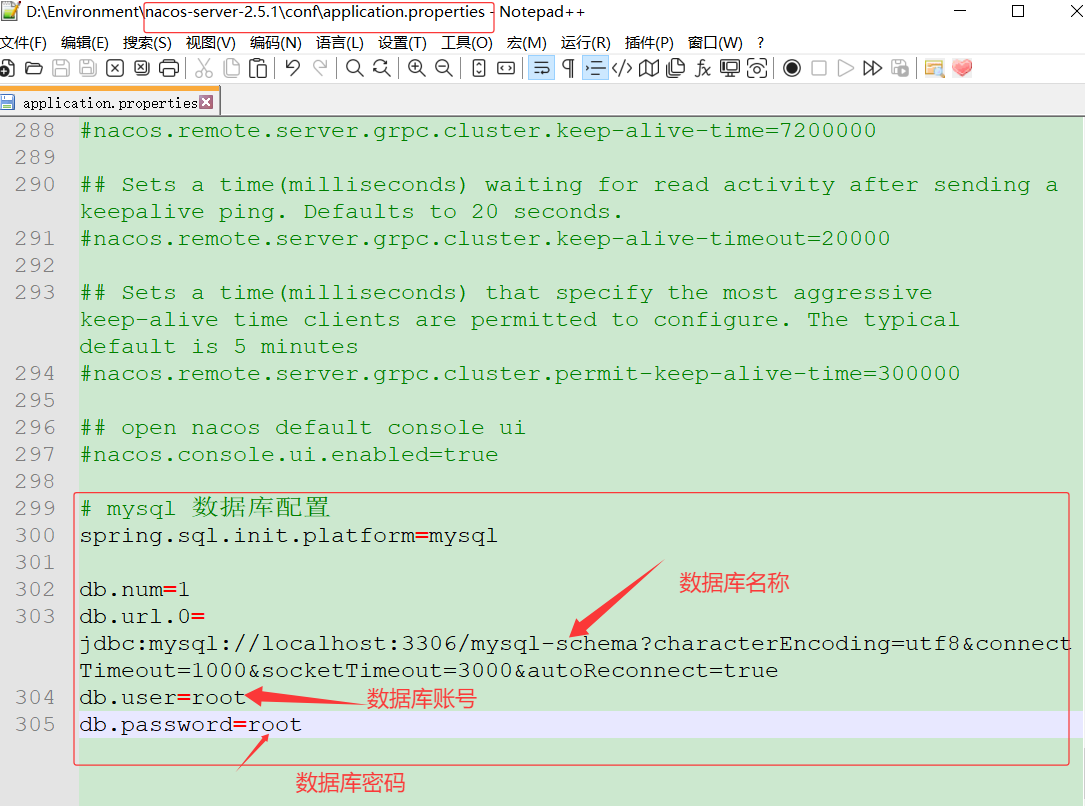 D:\Environment\nacos-server-2.5.1\conf\application.properties - Notepad++
文件(F) 编辑(E) 搜索(S) 视图(V) 编码(N) 语言(L) 设置(T) 工具(O) 宏(M) 运行(R) 插件(P) 窗口(W) ?
application.properties
288 #nacos.remote.server.grpc.cluster.keep-alive-time=7200000
289
290 ## Sets a time(milliseconds) waiting for read activity after sending a
keepalive ping. Defaults to 20 seconds.
291 #nacos.remote.server.grpc.cluster.keep-alive-timeout=20000
292
293 ## Sets a time(milliseconds) that specify the most aggressive
keep-alive time clients are permitted to configure. The typical
default is 5 minutes
294 #nacos.remote.server.grpc.cluster.permit-keep-alive-time=300000
295
296 ## open nacos default console ui
297 #nacos.console.ui.enabled=true
298
299 # mysql 数据库配置
300 spring.sql.init.platform=mysql
301
302 db.num=1
数据库名称
303 db.url.0=
jdbc:mysql://localhost:3306/mysql-schema?characterEncoding=utf8&connect
Timeout=1000&socketTimeout=3000&autoReconnect=true
304 db.user=root
数据库账号
305 db.password=root
数据库密码